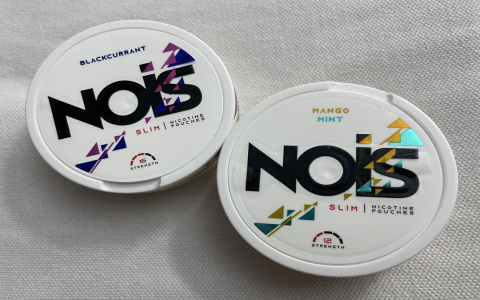 BLACKCURRANT
NOIS
SLIM | NICOTINE
POUCHES
16
STRENGTH
MANGO
MINT
NOIS
SLIM | NICOTINE
POUCHES
12
STRENGTH